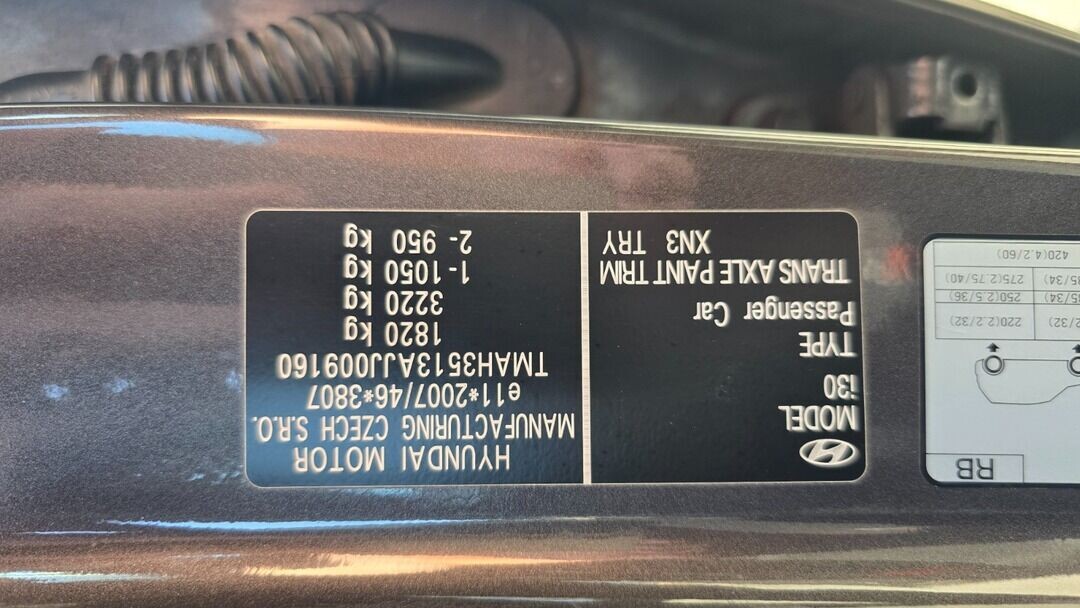 RB
220(2.2/32)
250(2.5/36)
275(2.75/40)
420(4.2/60)
MODEL
i30
TYPE
Passenger Car
TRANS AXLE PAINT TRIM
XN3 TRY
HYUNDAI MOTOR
MANUFACTURING CZECH S.R.O.
e11*2007/46*3807
TMAH3513AJJ009160
1820 kg
3220 kg
1- 1050 kg
2- 950 kg